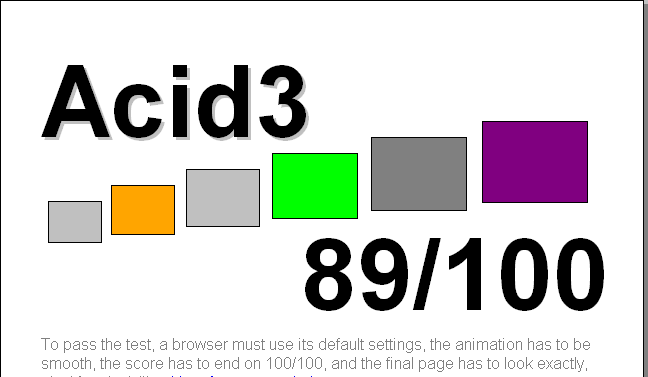 Acid3
89/100
To pass the test, a browser must use its default settings, the animation has to be
smooth, the score has to end on 100/100, and the final page has to look exactly,